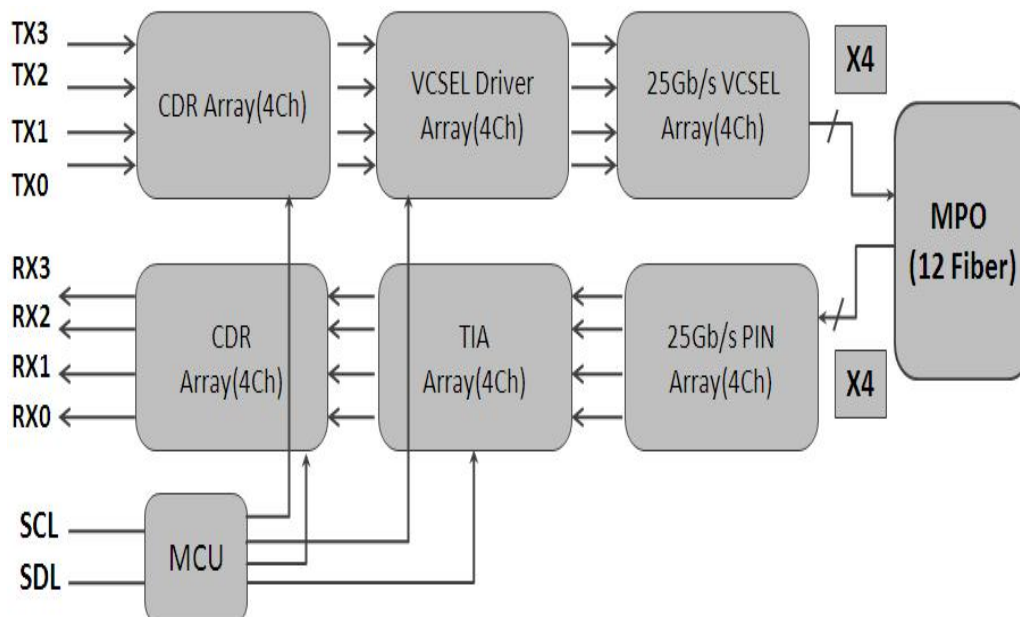 TX3
TX2
TX1
TX0
CDR Array(4Ch)
VCSEL Driver
Array(4Ch)
25Gb/s VCSEL
Array(4Ch)
X4
MPO
(12 Fiber)
RX3
RX2
RX1
RX0
CDR
Array(4Ch)
TIA
Array(4Ch)
25Gb/s PIN
Array(4Ch)
X4
SCL
SDL
MCU